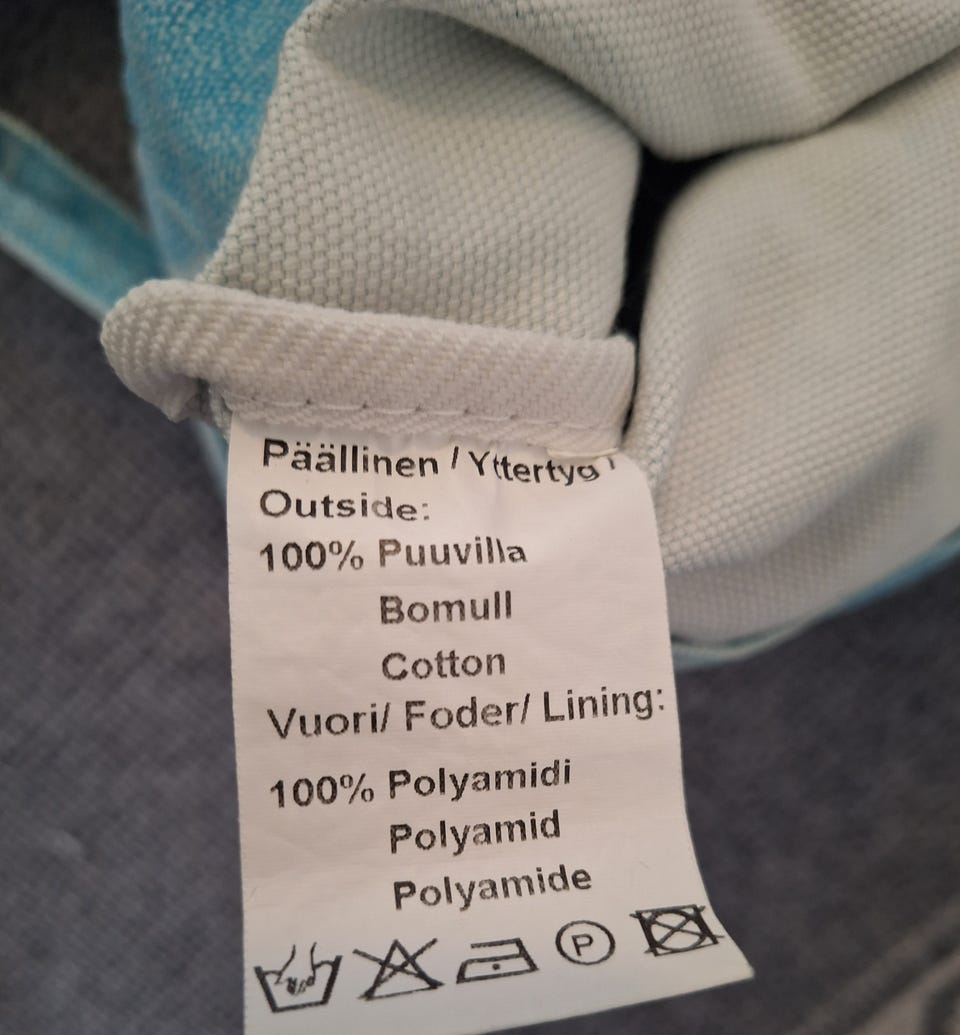 Päällinen / Yttertyg /
Outside:
100% Puuvilla
Bomull
Cotton
Vuori/ Foder/ Lining:
100% Polyamidi
Polyamid
Polyamide
P